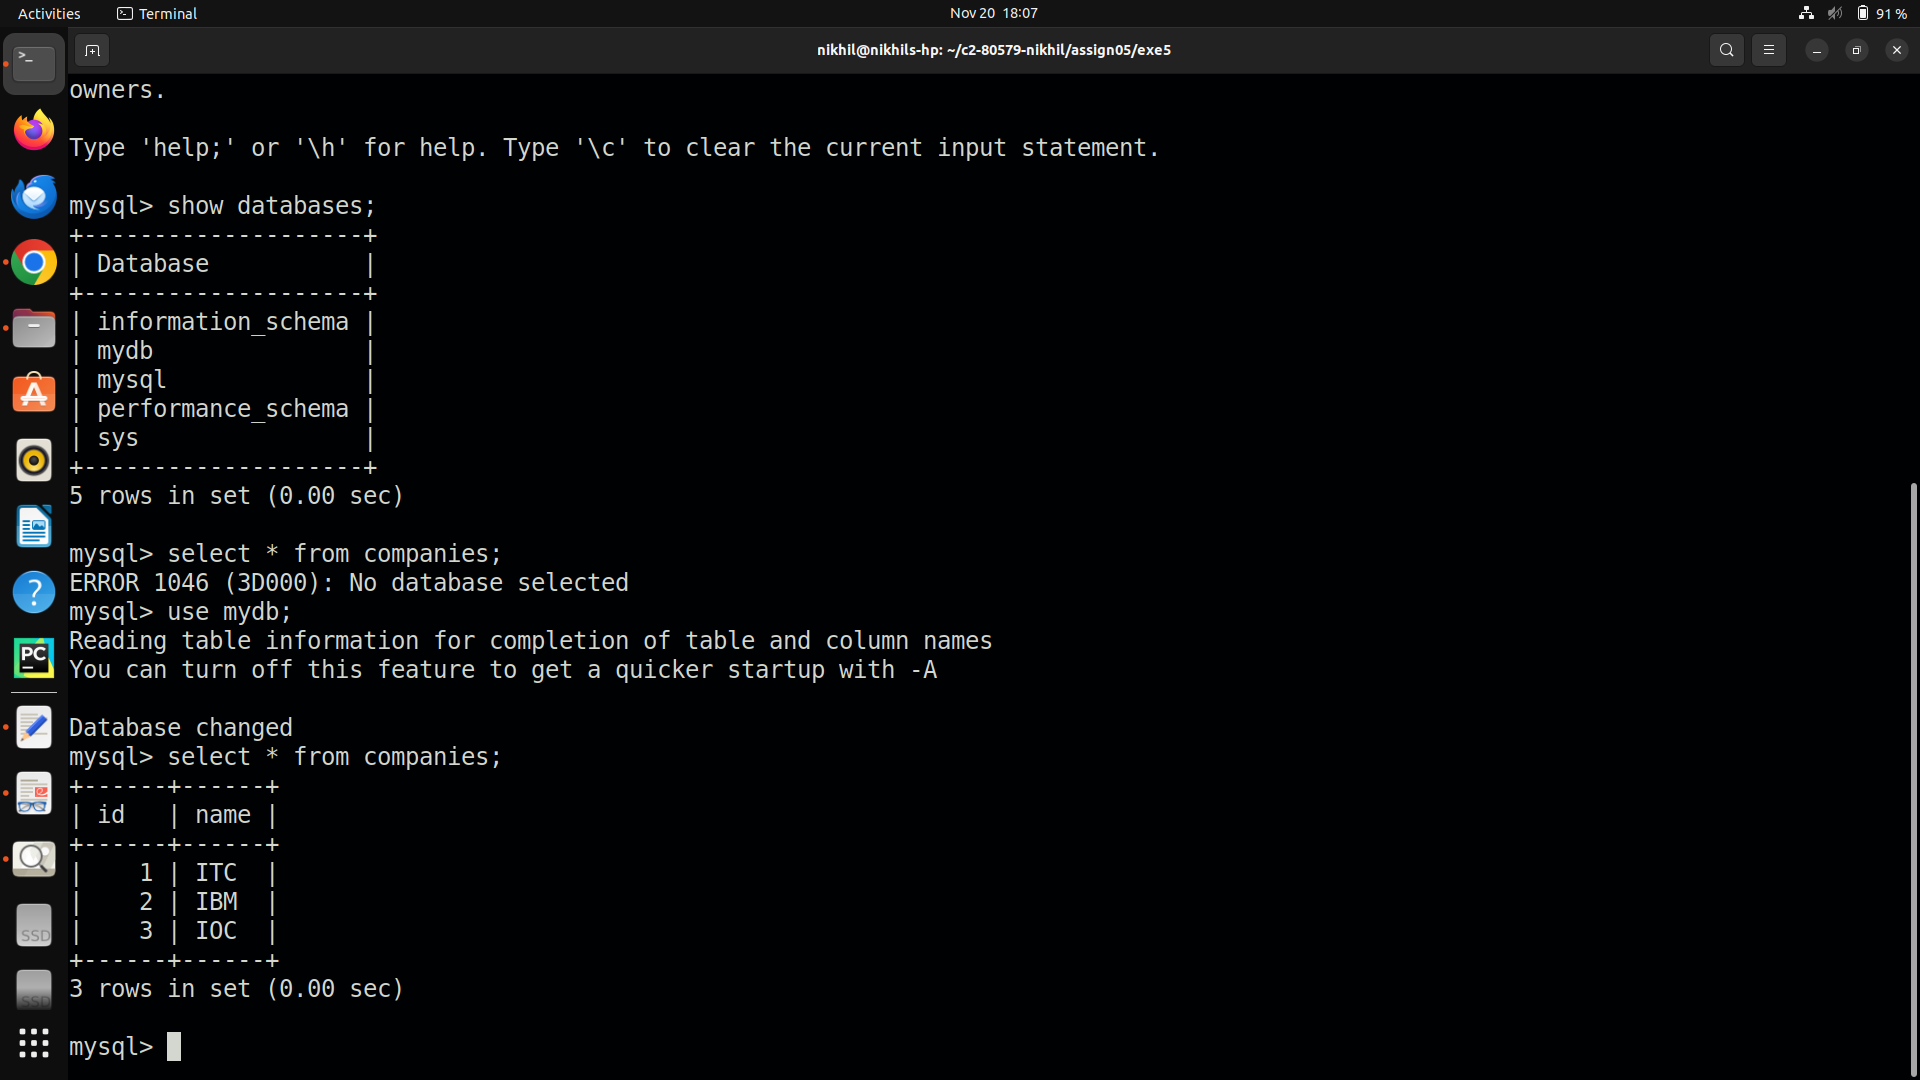 Activities
Terminal
Nov 20 18:07
91 %
nikhil@nikhils-hp: ~/c2-80579-nikhil/assign05/exe5
owners.
Type 'help;' or '\h' for help. Type '\c' to clear the current input statement.
mysql> show databases;
+--------------------+
| Database           |
+--------------------+
| information_schema |
| mydb               |
| mysql              |
| performance_schema |
| sys                |
+--------------------+
5 rows in set (0.00 sec)
mysql> select * from companies;
ERROR 1046 (3D000): No database selected
mysql> use mydb;
Reading table information for completion of table and column names
You can turn off this feature to get a quicker startup with -A
Database changed
mysql> select * from companies;
+------+------+
| id   | name |
+------+------+
|    1 | ITC  |
|    2 | IBM  |
|    3 | IOC  |
+------+------+
3 rows in set (0.00 sec)
mysql>
PC
SSD
SSD